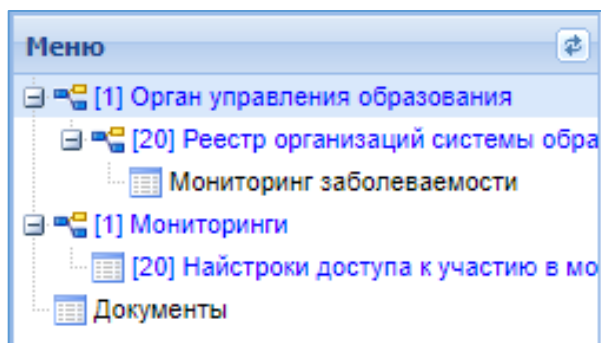 Меню
[1] Орган управления образования
[20] Реестр организаций системы обра
Мониторинг заболеваемости
[1] Мониторинги
[20] Найстроки доступа к участию в мо
Документы